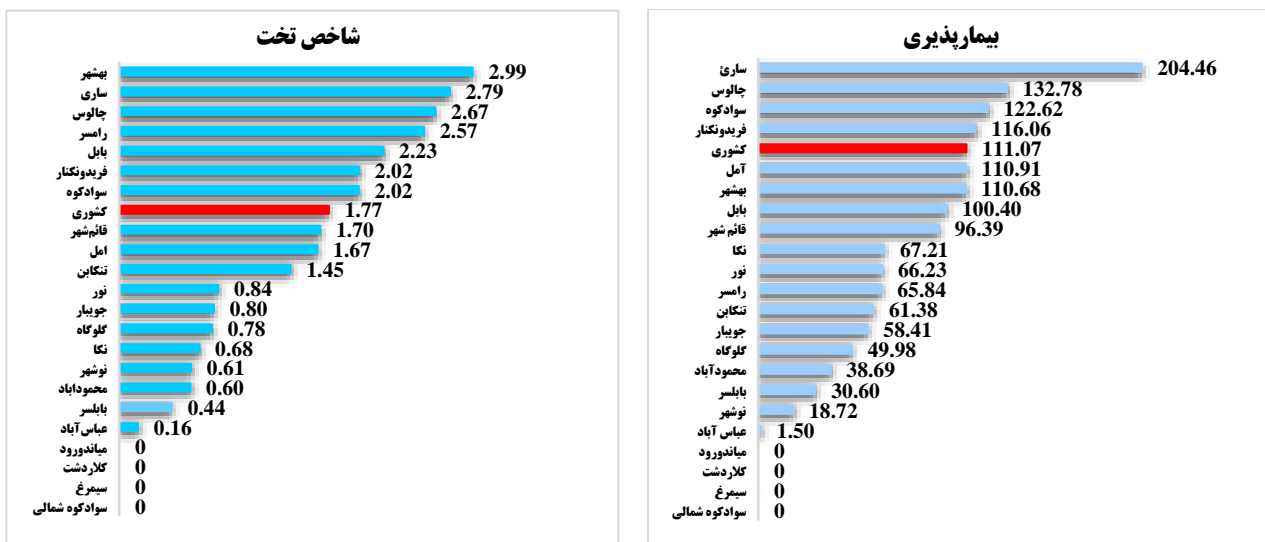 شاخص تخت
بهشهر 2.99
ساری 2.79
چالوس 2.67
رامسر 2.57
بابل 2.23
فریدونکنار 2.02
سوادکوه 2.02
کشوری 1.77
قائم‌شهر 1.70
امل 1.67
تنکابن 1.45
نور 0.84
جویبار 0.80
گلوگاه 0.78
نکا 0.68
نوشهر 0.61
محموداباد 0.60
بابلسر 0.44
عباس‌آباد 0.16
میاندورود 0
کلاردشت 0
سیمرغ 0
سوادکوه شمالی 0
بیمارپذیری
سارئ 204.46
چالوس 132.78
سوادکوه 122.62
فریدونکنار 116.06
کشوری 111.07
آمل 110.91
بهشهر 110.68
بابل 100.40
قائم شهر 96.39
نکا 67.21
نور 66.23
رامسر 65.84
تنکابن 61.38
جویبار 58.41
گلوگاه 49.98
محمودآباد 38.69
بابلسر 30.60
نوشهر 18.72
عباس آباد 1.50
میاندورود 0
کلاردشت 0
سیمرغ 0
سوادکوه شمالی 0